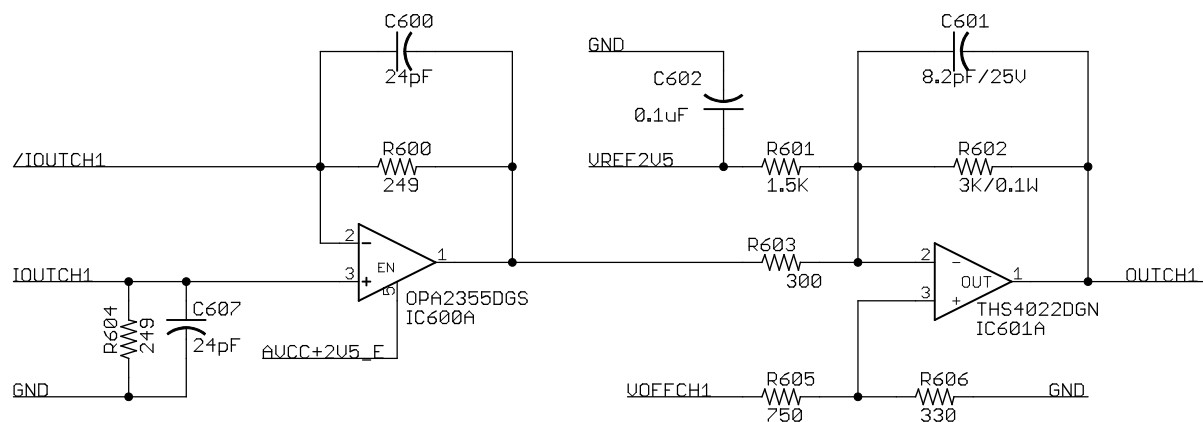 C600
24pF
GND
C602
0.1uF
C601
8.2pF/25V
/IOUTCH1
R600
249
VREF2V5
R601
1.5K
R602
3K/0.1W
2
-
1
3
+
EN
5
IOUTCH1
OPA2355DGS
IC600A
R603
300
2
-
OUT
1
3
+
OUTCH1
THS4022DGN
IC601A
R604
249
C607
24pF
AVCC+2V5_E
GND
VOFFCH1
R605
750
R606
330
GND